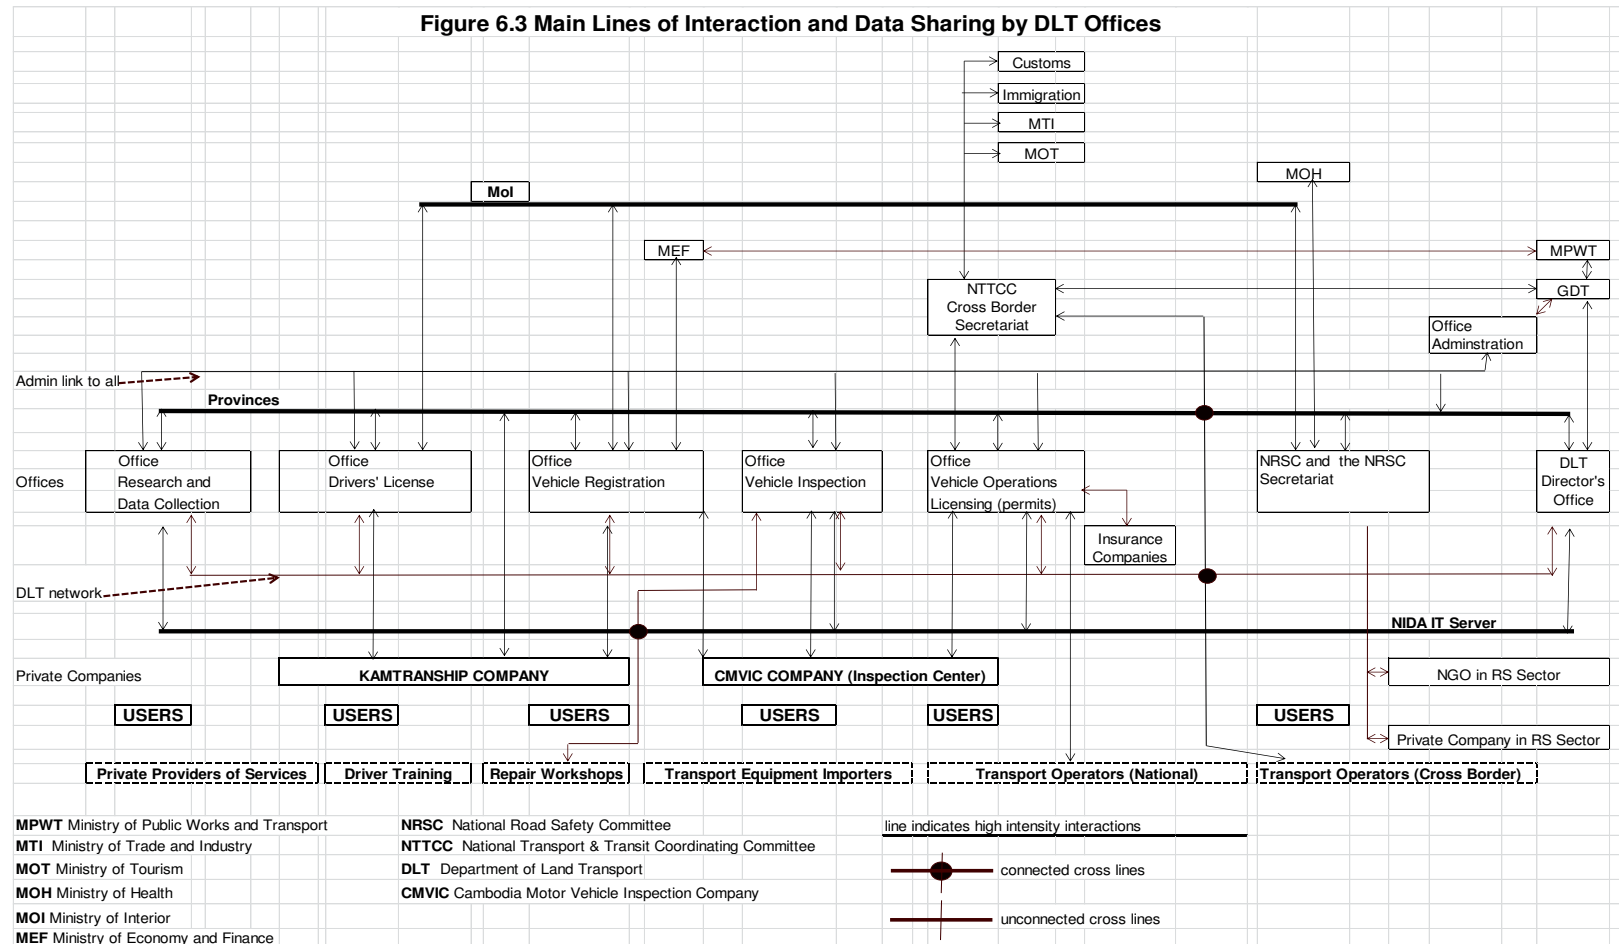 Figure 6.3 Main Lines of Interaction and Data Sharing by DLT Offices
Customs
Immigration
MTI
MOT
MOH
MoI
MEF
MPWT
NTTCC
Cross Border
Secretariat
GDT
Office
Adminstration
Admin link to all
Provinces
Offices
Office
Research and
Data Collection
Office
Drivers' License
Office
Vehicle Registration
Office
Vehicle Inspection
Office
Vehicle Operations
Licensing (permits)
NRSC and the NRSC
Secretariat
DLT
Director's
Office
Insurance
Companies
DLT network
NIDA IT Server
Private Companies
KAMTRANSHIP COMPANY
CMVIC COMPANY (Inspection Center)
NGO in RS Sector
USERS
USERS
USERS
USERS
USERS
USERS
Private Company in RS Sector
Private Providers of Services
Driver Training
Repair Workshops
Transport Equipment Importers
Transport Operators (National)
Transport Operators (Cross Border)
MPWT Ministry of Public Works and Transport
MTI Ministry of Trade and Industry
MOT Ministry of Tourism
MOH Ministry of Health
MOI Ministry of Interior
MEF Ministry of Economy and Finance
NRSC National Road Safety Committee
NTTCC National Transport & Transit Coordinating Committee
DLT Department of Land Transport
CMVIC Cambodia Motor Vehicle Inspection Company
line indicates high intensity interactions
connected cross lines
unconnected cross lines